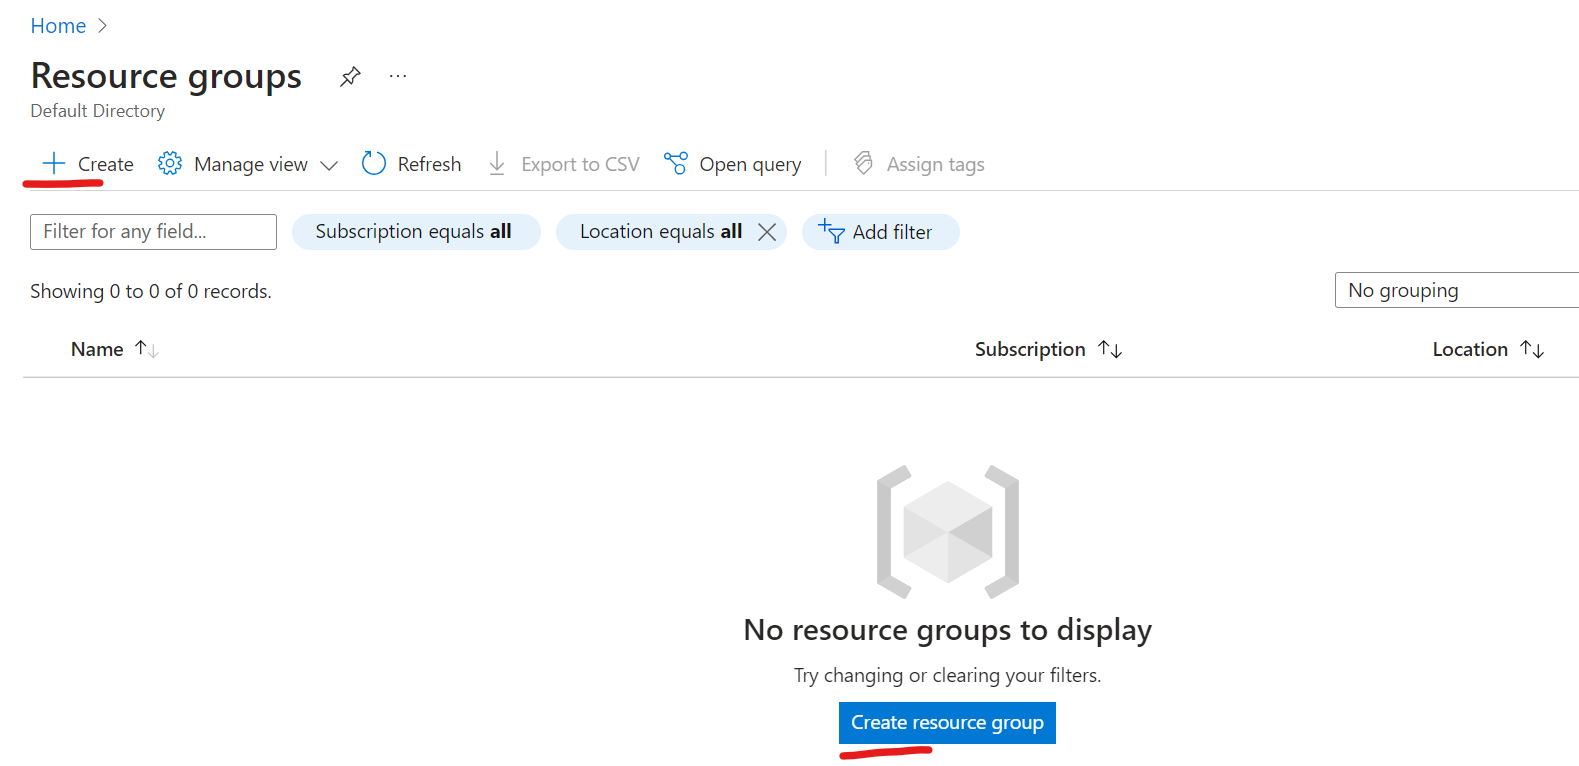 Home
Resource groups
Default Directory
Create Manage view Refresh Export to CSV Open query Assign tags
Filter for any field... Subscription equals all Location equals all Add filter
Showing 0 to 0 of 0 records.
No grouping
Name Subscription Location
No resource groups to display
Try changing or clearing your filters.
Create resource group